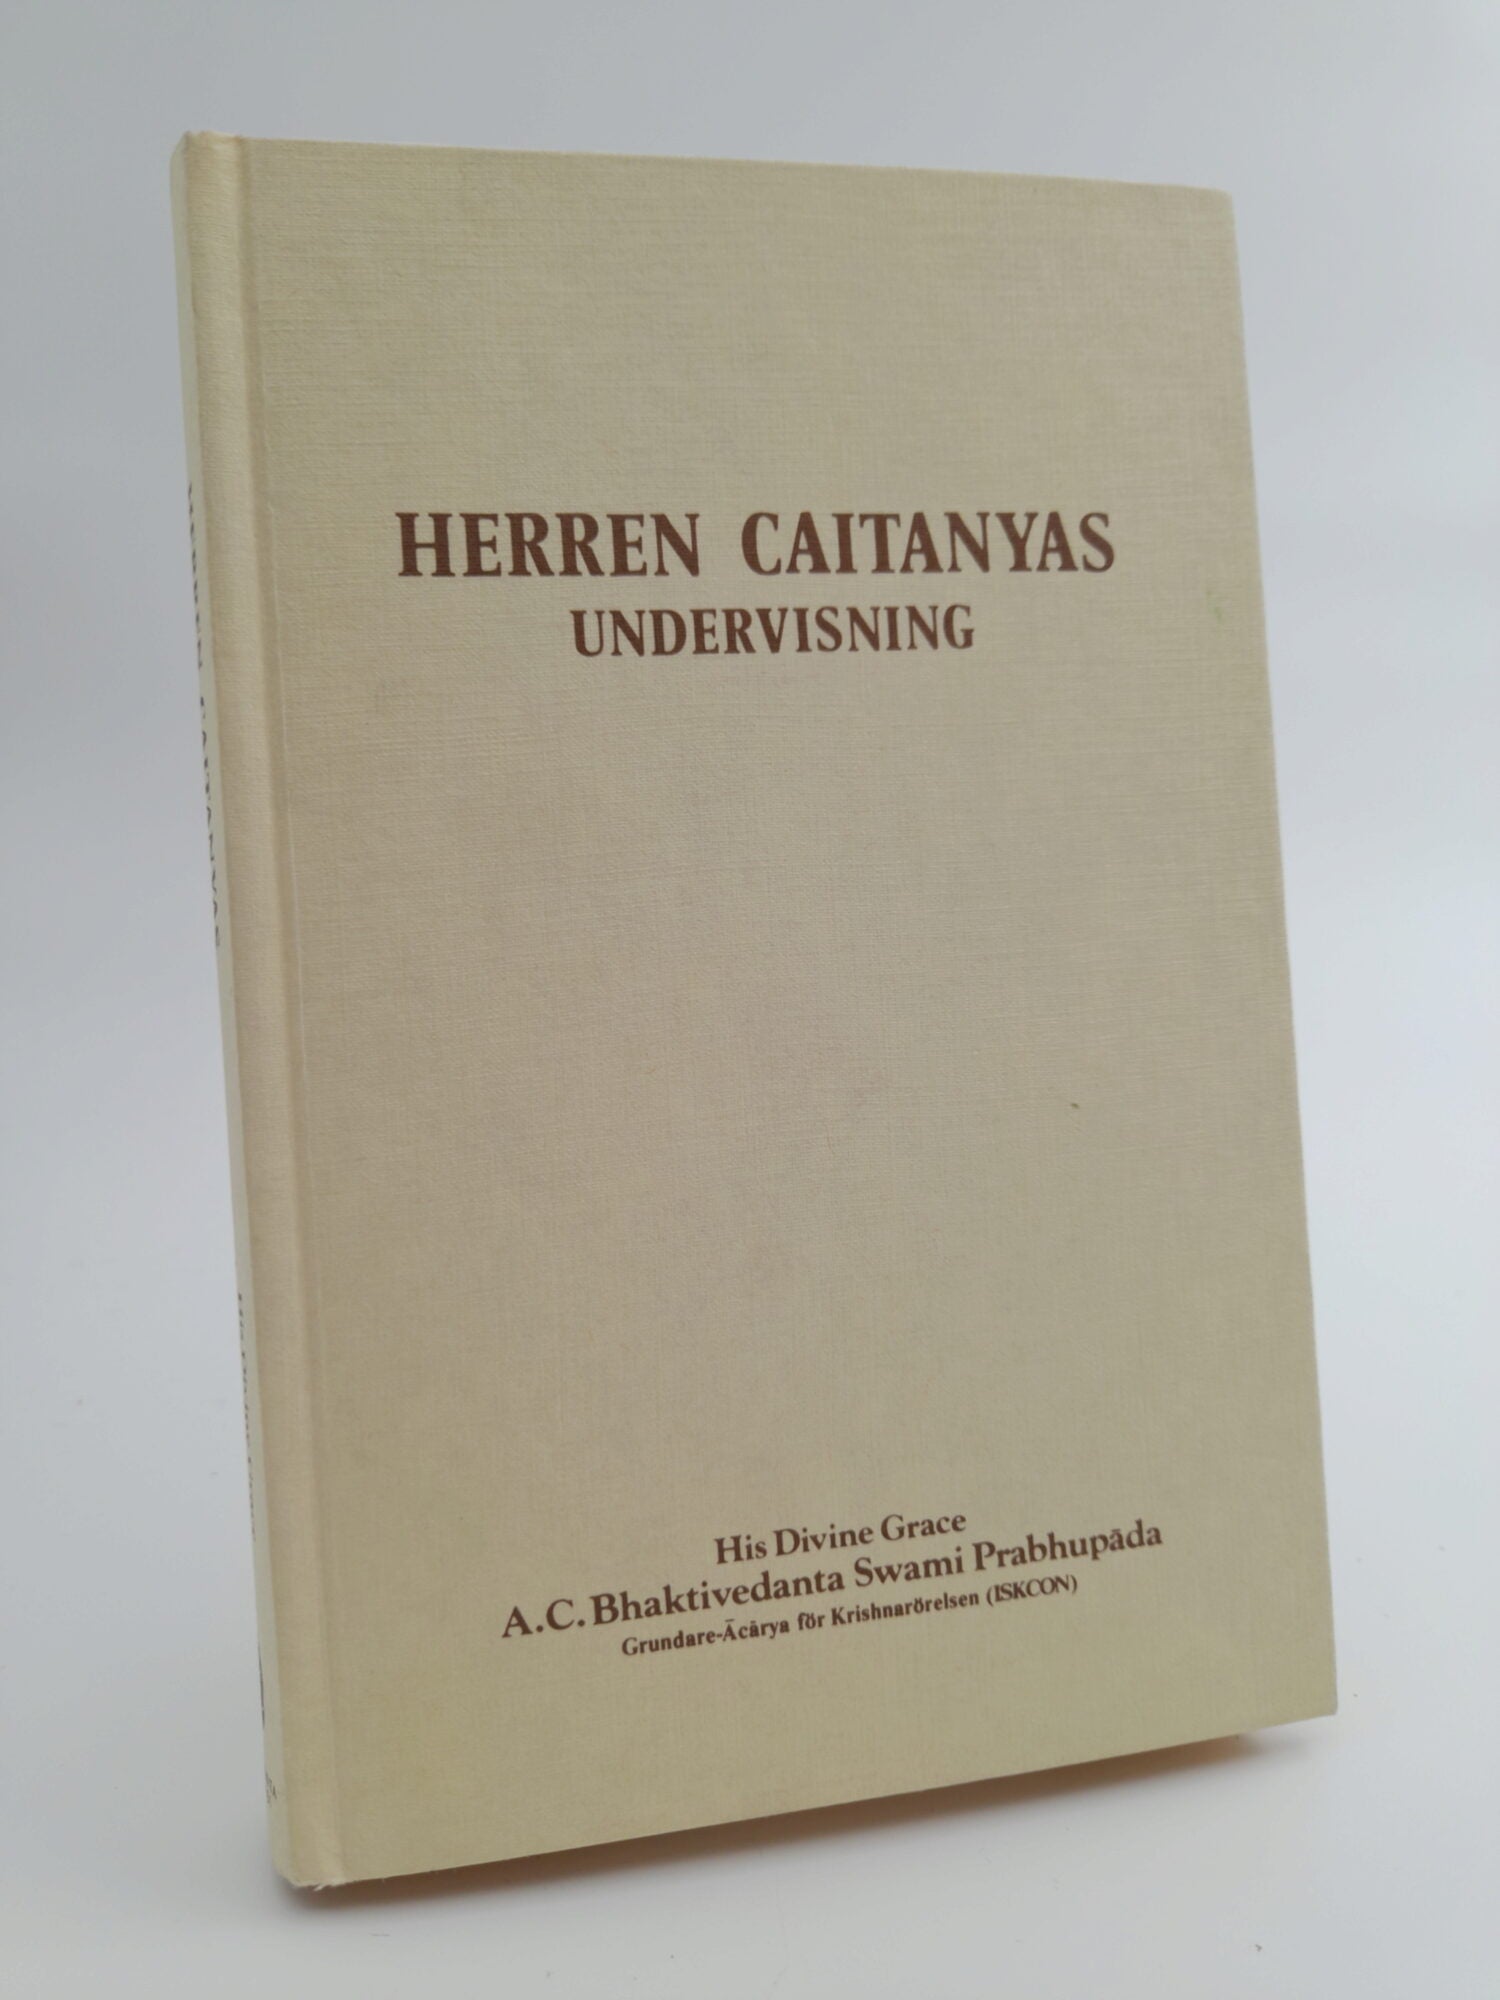 HERREN CAITANYAS
UNDERVISNING
His Divine Grace
A.C. Bhaktivedanta Swami Prabhupāda
Grundare-Ācārya för Krishnarörelsen (ISKCON)